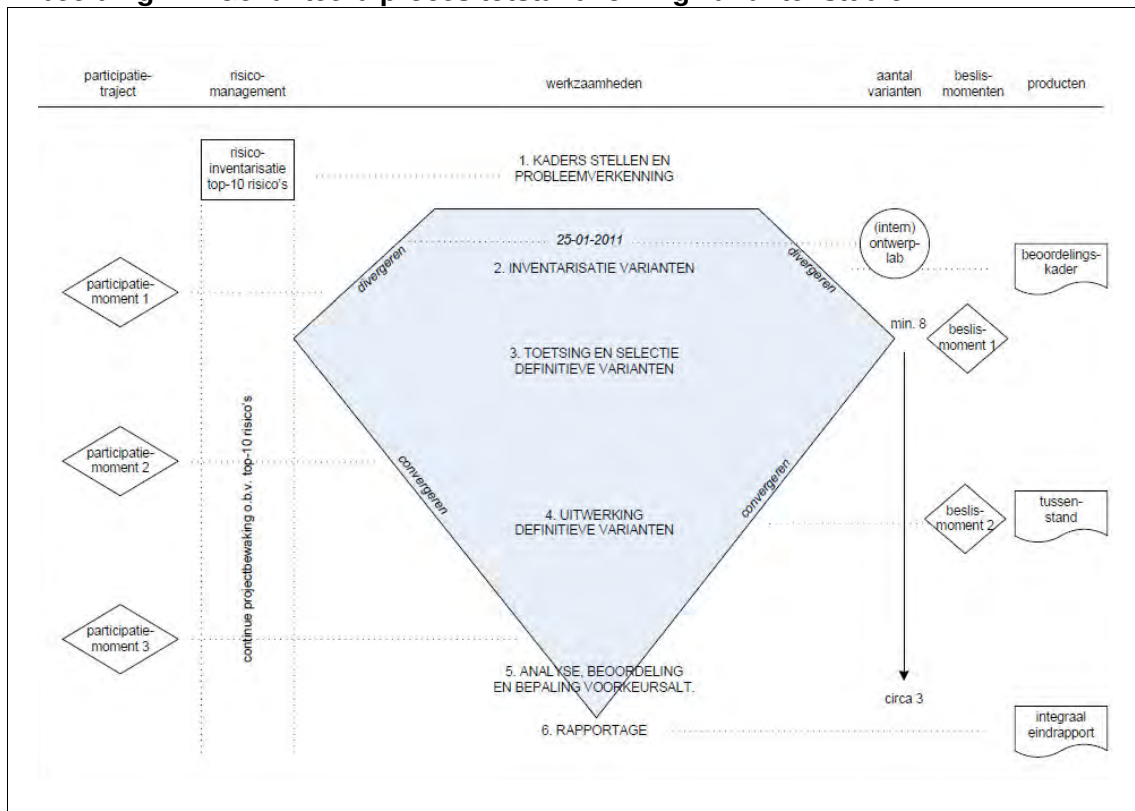 participatie-
traject
risico-
management
werkzaamheden
aantal
varianten
beslis-
momenten
producten
risico-
inventarisatie
top-10 risico's
1. KADERS STELLEN EN
PROBLEEMVERKENNING
25-01-2011
(intern)
ontwerp-
lab
divergeren
divergeren
2. INVENTARISATIE VARIANTEN
beoordelings-
kader
participatie-
moment 1
min. 8
beslis-
moment 1
3. TOETSING EN SELECTIE
DEFINITIEVE VARIANTEN
continue projectbewaking o.b.v. top-10 risico's
participatie-
moment 2
convergeren
convergeren
4. UITWERKING
DEFINITIEVE VARIANTEN
beslis-
moment 2
tussen-
stand
participatie-
moment 3
5. ANALYSE, BEOORDELING
EN BEPALING VOORKEURSALT.
circa 3
6. RAPPORTAGE
integraal
eindrapport